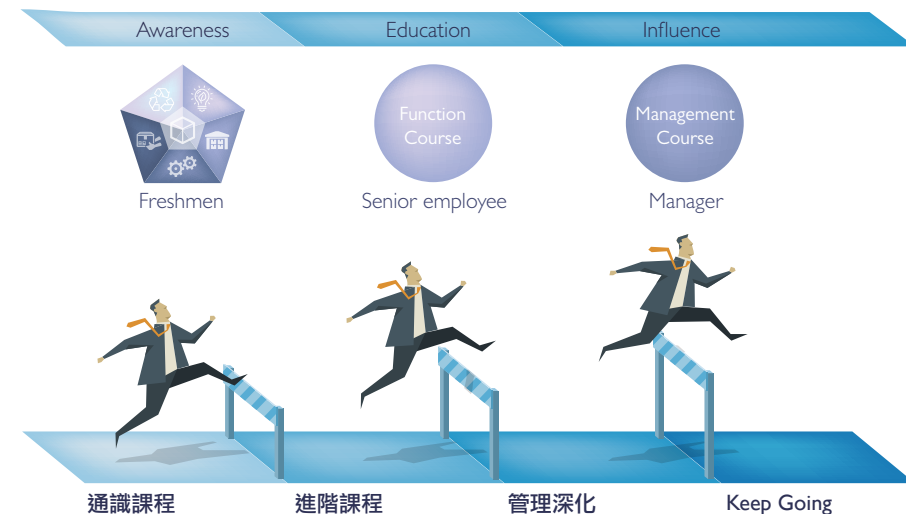 Awareness
Education
Influence
Function
Course
Management
Course
Freshmen
Senior employee
Manager
通識課程
進階課程
管理深化
Keep Going